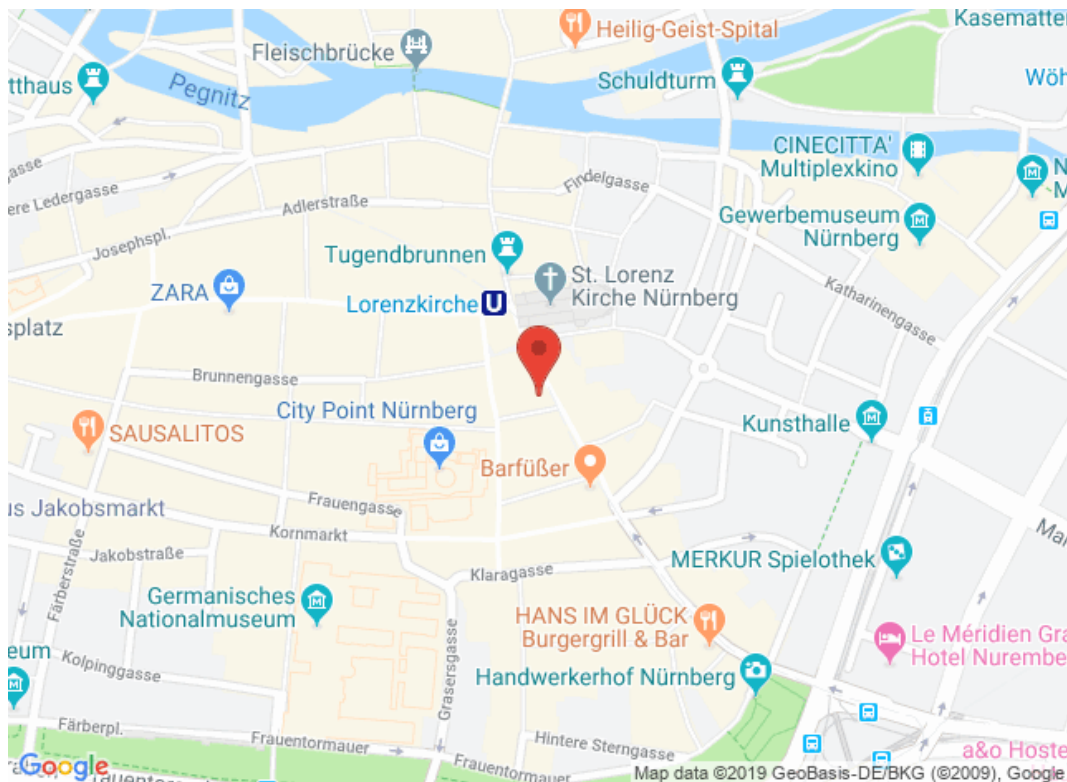 Kasematten
Heilig-Geist-Spital
Fleischbrücke
Schuldturm
Wöh
tthaus
Pegnitz
CINECITTA'
Multiplexkino
N
M
gasse
ere Ledergasse
Findelgasse
Adlerstraße
Gewerbemuseum
Nürnberg
Josephspl.
Tugendbrunnen
St. Lorenz
Kirche Nürnberg
Katharinengasse
ZARA
Lorenzkirche
U
splatz
Brunnengasse
City Point Nürnberg
Kunsthalle
SAUSALITOS
Barfüßer
Frauengasse
us Jakobsmarkt
Kornmarkt
Mar
Jakobstraße
Klaragasse
MERKUR Spielothek
Färberstraße
Germanisches
Nationalmuseum
HANS IM GLÜCK
Burgergrill & Bar
Le Méridien Gra
Hotel Nurembe
seum
Kolpinggasse
Grasersgasse
Handwerkerhof Nürnberg
Färberpl.
Frauentormauer
Hintere Sterngasse
a&o Hoste
Google
Frauentormauer
Map data ©2019 GeoBasis-DE/BKG (©2009), Google